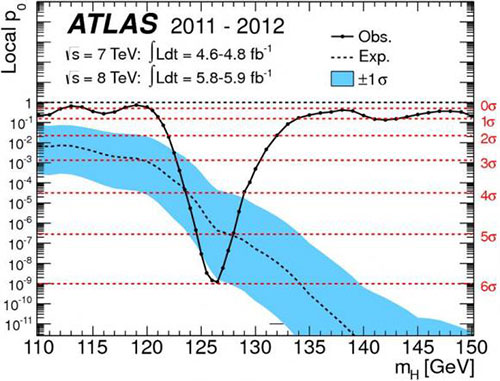 ATLAS 2011 - 2012
√s = 7 TeV: ∫Ldt = 4.6-4.8 fb⁻¹
√s = 8 TeV: ∫Ldt = 5.8-5.9 fb⁻¹
Obs.
Exp.
±1σ
Local p₀
1
10⁻¹
10⁻²
10⁻³
10⁻⁴
10⁻⁵
10⁻⁶
10⁻⁷
10⁻⁸
10⁻⁹
10⁻¹⁰
10⁻¹¹
0σ
1σ
2σ
3σ
4σ
5σ
6σ
110 115 120 125 130 135 140 145 150
m_H [GeV]